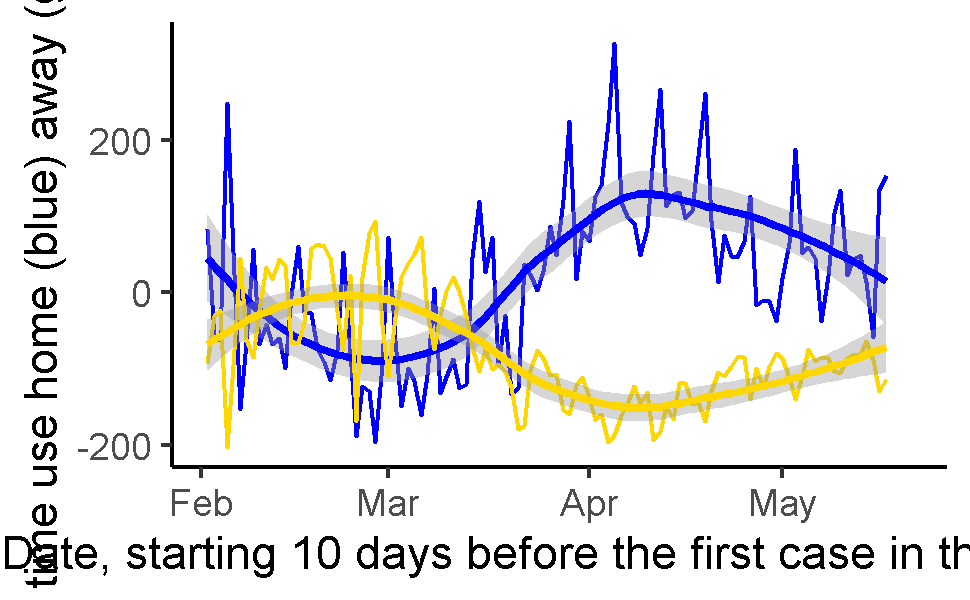 time use home (blue) away (
200
0
-200
Feb Mar Apr May
Date, starting 10 days before the first case in th